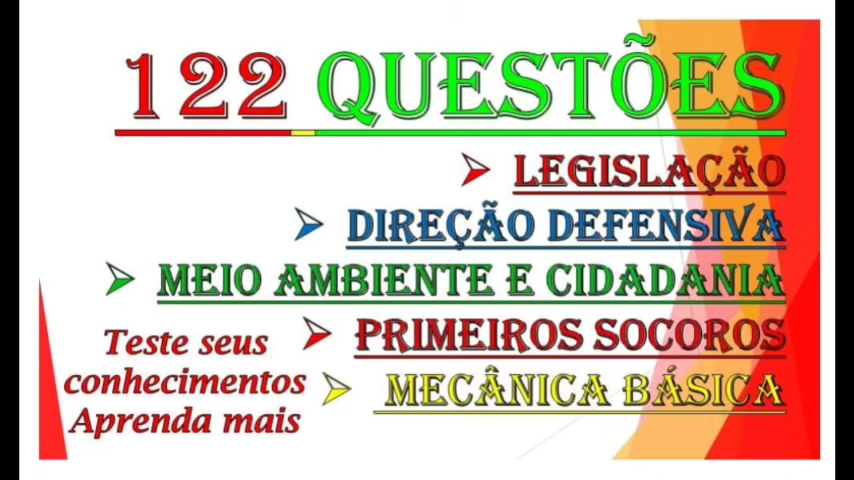 122 QUESTÕES
LEGISLAÇÃO
DIREÇÃO DEFENSIVA
MEIO AMBIENTE E CIDADANIA
PRIMEIROS SOCOROS
MECÂNICA BÁSICA
Teste seus
conhecimentos
Aprenda mais